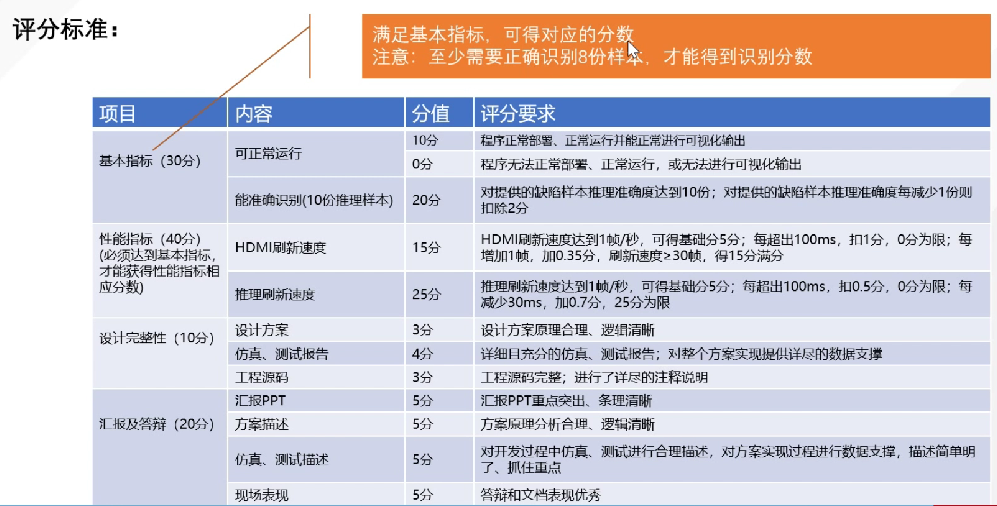 评分标准：
满足基本指标，可得对应的分数
注意：至少需要正确识别8份样本，才能得到识别分数
项目 内容 分值 评分要求
基本指标（30分） 可正常运行 10分 程序正常部署、正常运行并能正常进行可视化输出
0分 程序无法正常部署、正常运行，或无法进行可视化输出
能准确识别(10份推理样本) 20分 对提供的缺陷样本推理准确度达到10份；对提供的缺陷样本推理准确度每减少1份则
扣除2分
性能指标（40分）
(必须达到基本指标，
才能获得性能指标相
应分数)
HDMI刷新速度 15分 HDMI刷新速度达到1帧/秒，可得基础分5分；每超出100ms，扣1分，0分为限；每
增加1帧，加0.35分，刷新速度≥30帧，得15分满分
推理刷新速度 25分 推理刷新速度达到1帧/秒，可得基础分5分；每超出100ms，扣0.5分，0分为限；每
减少30ms，加0.7分，25分为限
设计完整性（10分） 设计方案 3分 设计方案原理合理、逻辑清晰
仿真、测试报告 4分 详细且充分的仿真、测试报告；对整个方案实现提供详尽的数据支撑
工程源码 3分 工程源码完整；进行了详尽的注释说明
汇报及答辩（20分） 汇报PPT 5分 汇报PPT重点突出、条理清晰
方案描述 5分 方案原理分析合理、逻辑清晰
仿真、测试描述 5分 对开发过程中仿真、测试进行合理描述，对方案实现过程进行数据支撑，描述简单明
了、抓住重点
现场表现 5分 答辩和文档表现优秀